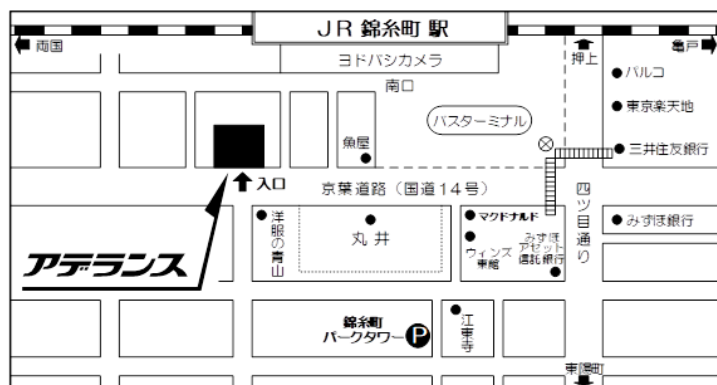 JR 錦糸町 駅
両国
亀戸
ヨドバシカメラ
押上
南口
パルコ
東京楽天地
バスターミナル
三井住友銀行
魚屋
入口
京葉道路(国道14号)
四ツ目通り
洋服の青山
丸井
マクドナルド
ウィンズ
東館
みずほ
アセット
信託銀行
みずほ銀行
アデランス
錦糸町
パークタワー
P
江東寺
東陽町